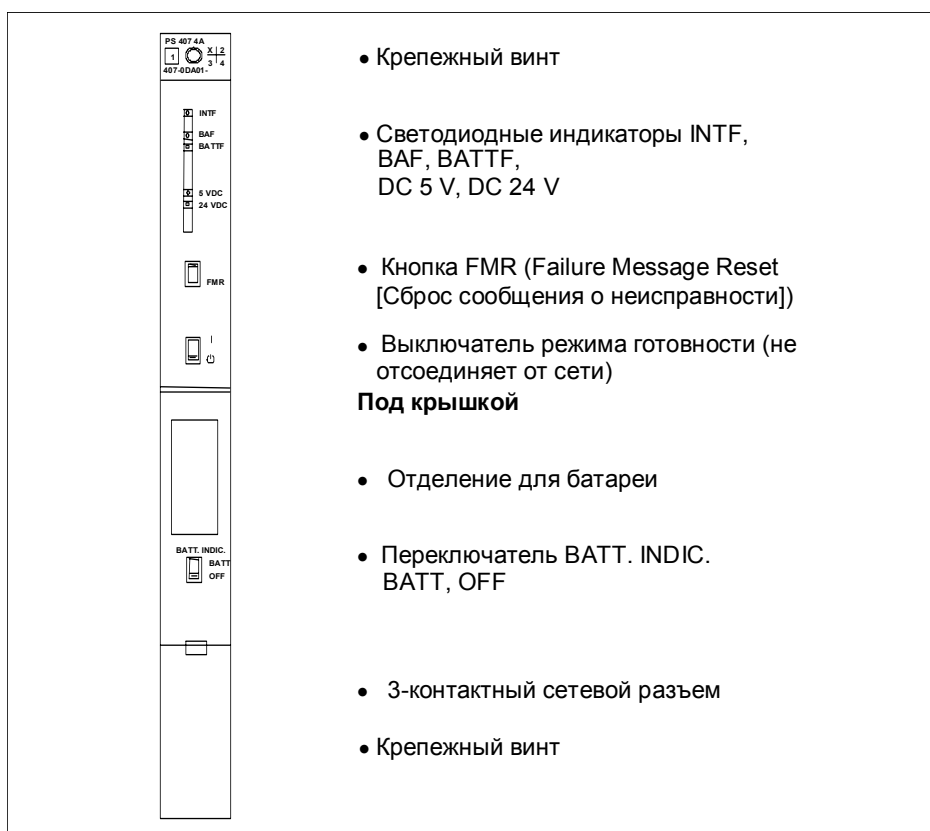 PS 407 4A
1 X 2
3 4
407-0DA01-
INTF
BAF
BATTF
5 VDC
24 VDC
FMR
I
BATT. INDIC.
BATT
OFF
• Крепежный винт
• Светодиодные индикаторы INTF,
BAF, BATTF,
DC 5 V, DC 24 V
• Кнопка FMR (Failure Message Reset
[Сброс сообщения о неисправности])
• Выключатель режима готовности (не
отсоединяет от сети)
Под крышкой
• Отделение для батареи
• Переключатель BATT. INDIC.
BATT, OFF
• 3-контактный сетевой разъем
• Крепежный винт